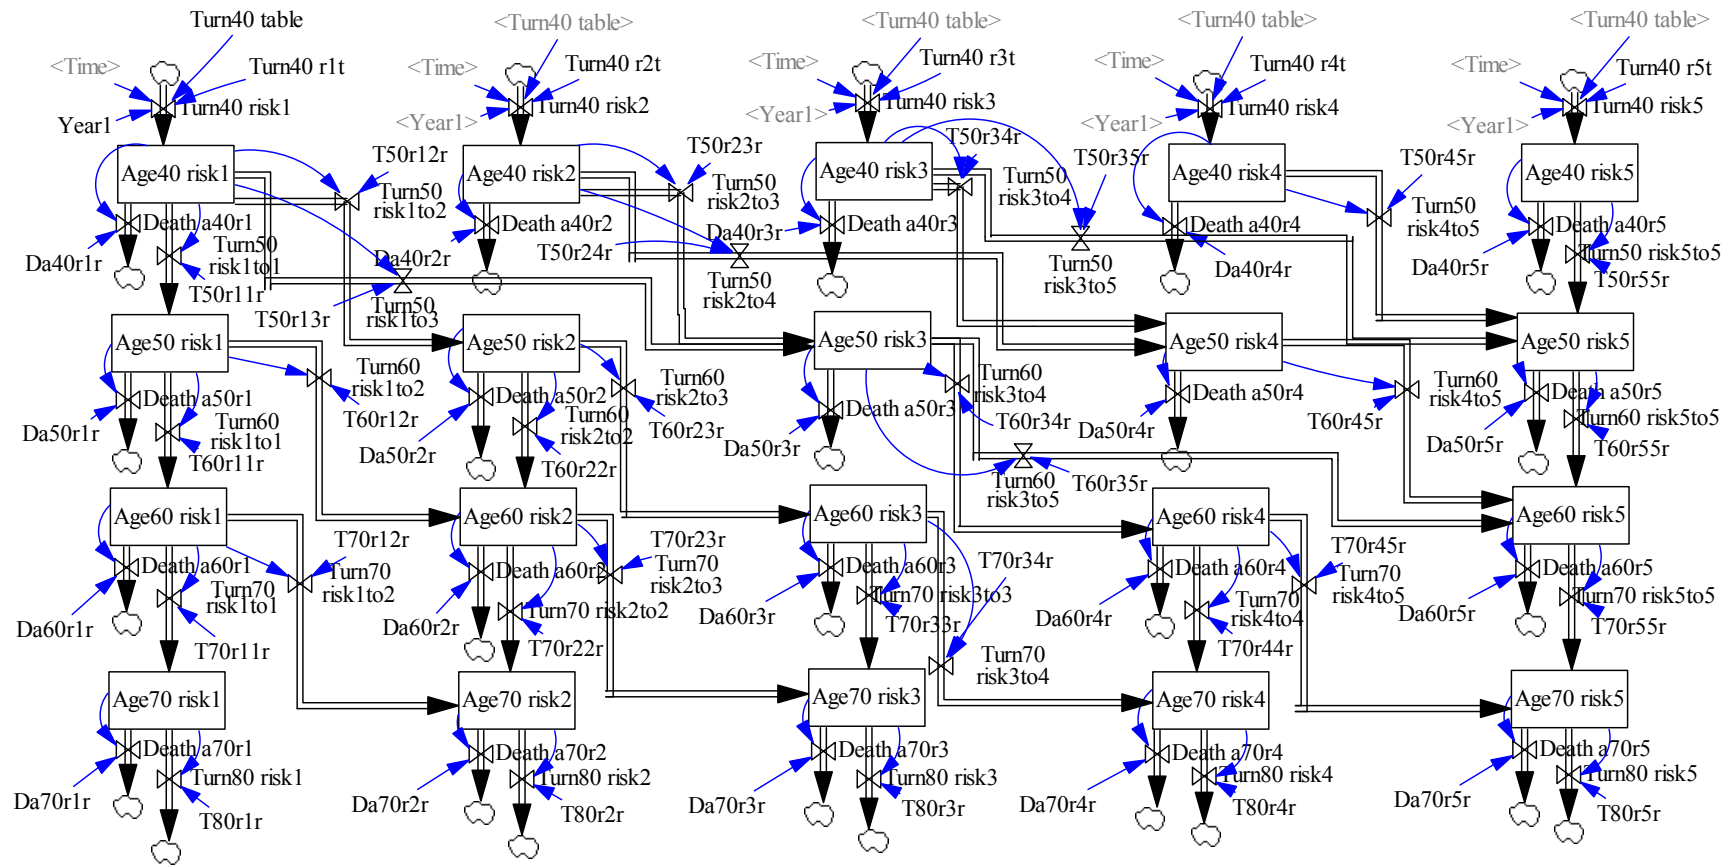 Turn40 table
<Turn40 table>
<Turn40 table>
<Turn40 table>
<Turn40 table>
<Time>
Turn40 r1t
<Time>
Turn40 r2t
<Time>
Turn40 r3t
<Time>
Turn40 r4t
<Time>
Turn40 r5t
Year1
Turn40 risk1
<Year1>
Turn40 risk2
<Year1>
Turn40 risk3
<Year1>
Turn40 risk4
<Year1>
Turn40 risk5
T50r12r
T50r23r
T50r34r
T50r35r
T50r45r
Age40 risk1
Age40 risk2
Age40 risk3
Age40 risk4
Age40 risk5
Turn50
risk1to2
Turn50
risk2to3
Turn50
risk3to4
Turn50
risk4to5
Death a40r1
Death a40r2
Death a40r3
Death a40r4
Death a40r5
Da40r1r
Turn50
risk1to1
Da40r2r
T50r24r
Da40r3r
Da40r4r
Da40r5r
Turn50 risk5to5
T50r11r
T50r13r
Turn50
risk1to3
Turn50
risk2to4
Turn50
risk3to5
T50r55r
Age50 risk1
Age50 risk2
Age50 risk3
Age50 risk4
Age50 risk5
Turn60
risk1to2
Turn60
risk2to3
Turn60
risk3to4
Turn60
risk4to5
Death a50r1
Death a50r2
Death a50r3
Death a50r4
Death a50r5
Da50r1r
Turn60
risk1to1
T60r12r
Da50r2r
Turn60
risk2to2
T60r23r
Da50r3r
T60r34r
Da50r4r
T60r45r
Da50r5r
Turn60 risk5to5
T60r11r
T60r22r
Turn60
risk3to5
T60r35r
T60r55r
Age60 risk1
Age60 risk2
Age60 risk3
Age60 risk4
Age60 risk5
T70r12r
T70r23r
T70r34r
T70r45r
Death a60r1
Turn70
risk1to2
Death a60r2
Turn70
risk2to3
Death a60r3
Death a60r4
Turn70
risk4to5
Death a60r5
Da60r1r
Turn70
risk1to1
Da60r2r
Turn70 risk2to2
Da60r3r
Turn70 risk3to3
Da60r4r
Turn70
risk4to4
Da60r5r
Turn70 risk5to5
T70r11r
T70r22r
T70r33r
Turn70
risk3to4
T70r44r
T70r55r
Age70 risk1
Age70 risk2
Age70 risk3
Age70 risk4
Age70 risk5
Death a70r1
Death a70r2
Death a70r3
Death a70r4
Death a70r5
Da70r1r
Turn80 risk1
Da70r2r
Turn80 risk2
Da70r3r
Turn80 risk3
Da70r4r
Turn80 risk4
Da70r5r
Turn80 risk5
T80r1r
T80r2r
T80r3r
T80r4r
T80r5r